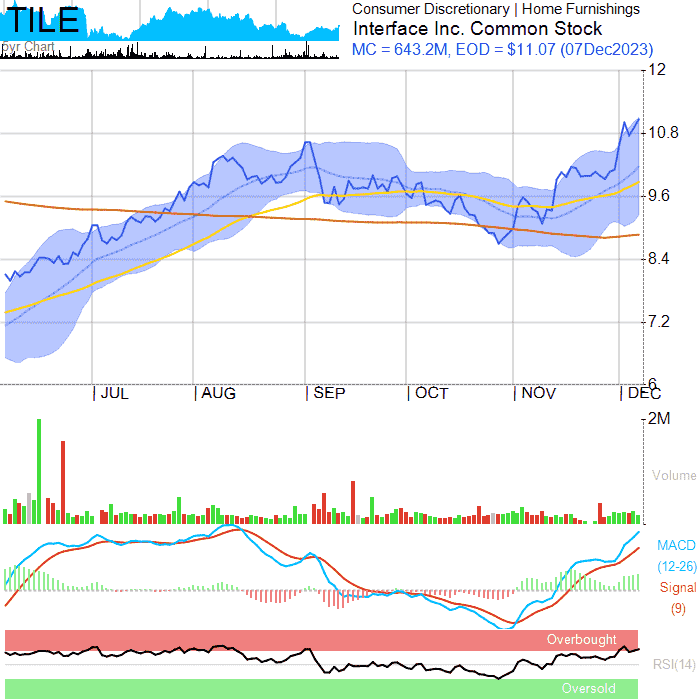 TILE
5yr Chart
Consumer Discretionary | Home Furnishings
Interface Inc. Common Stock
MC = 643.2M, EOD = $11.07 (07Dec2023)
12
10.8
9.6
8.4
7.2
6
JUL AUG SEP OCT NOV DEC
2M
Volume
MACD
(12-26)
Signal
(9)
Overbought
RSI(14)
Oversold